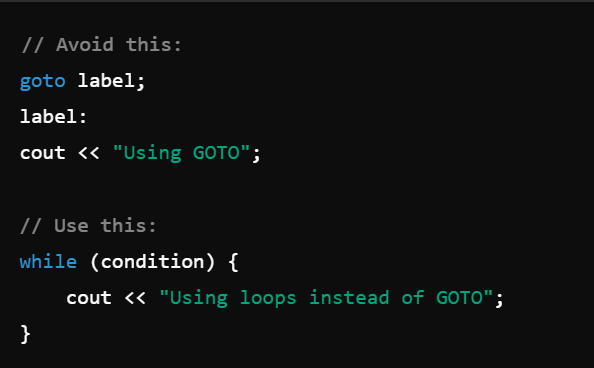 // Avoid this:
goto label;
label:
cout << "Using GOTO";
// Use this:
while (condition) {
    cout << "Using loops instead of GOTO";
}